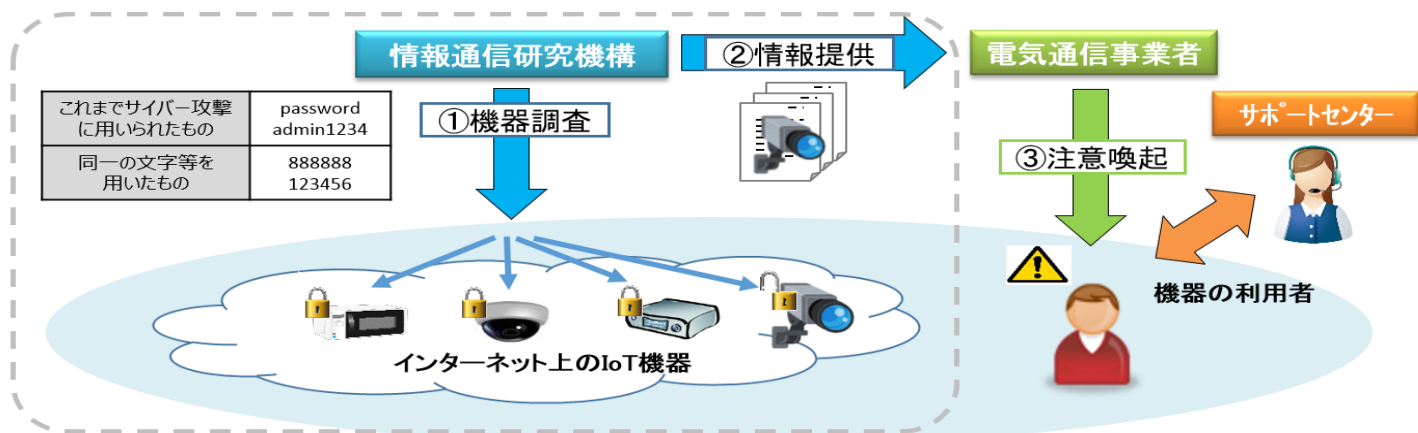 情報通信研究機構
②情報提供
電気通信事業者
これまでサイバー攻撃
に用いられたもの
password
admin1234
同一の文字等を
用いたもの
888888
123456
①機器調査
③注意喚起
サポートセンター
機器の利用者
インターネット上のIoT機器